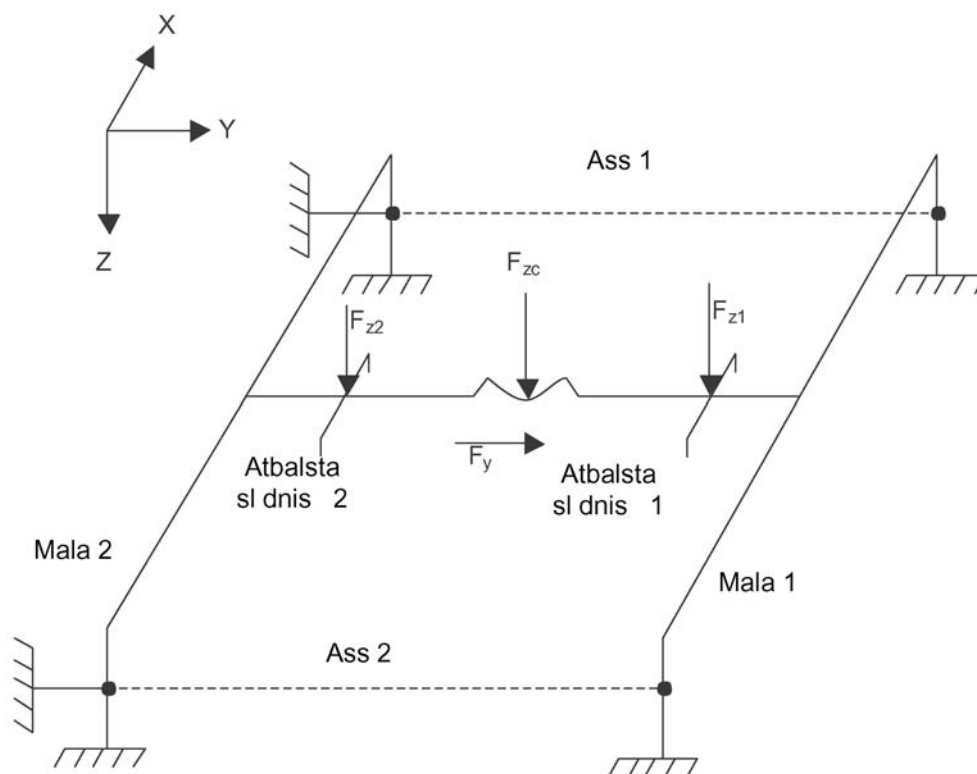 X
Y
Z
Ass 1
F_zc
F_z2
F_z1
F_y
Atbalsta
sl dnis 2
Atbalsta
sl dnis 1
Mala 2
Mala 1
Ass 2